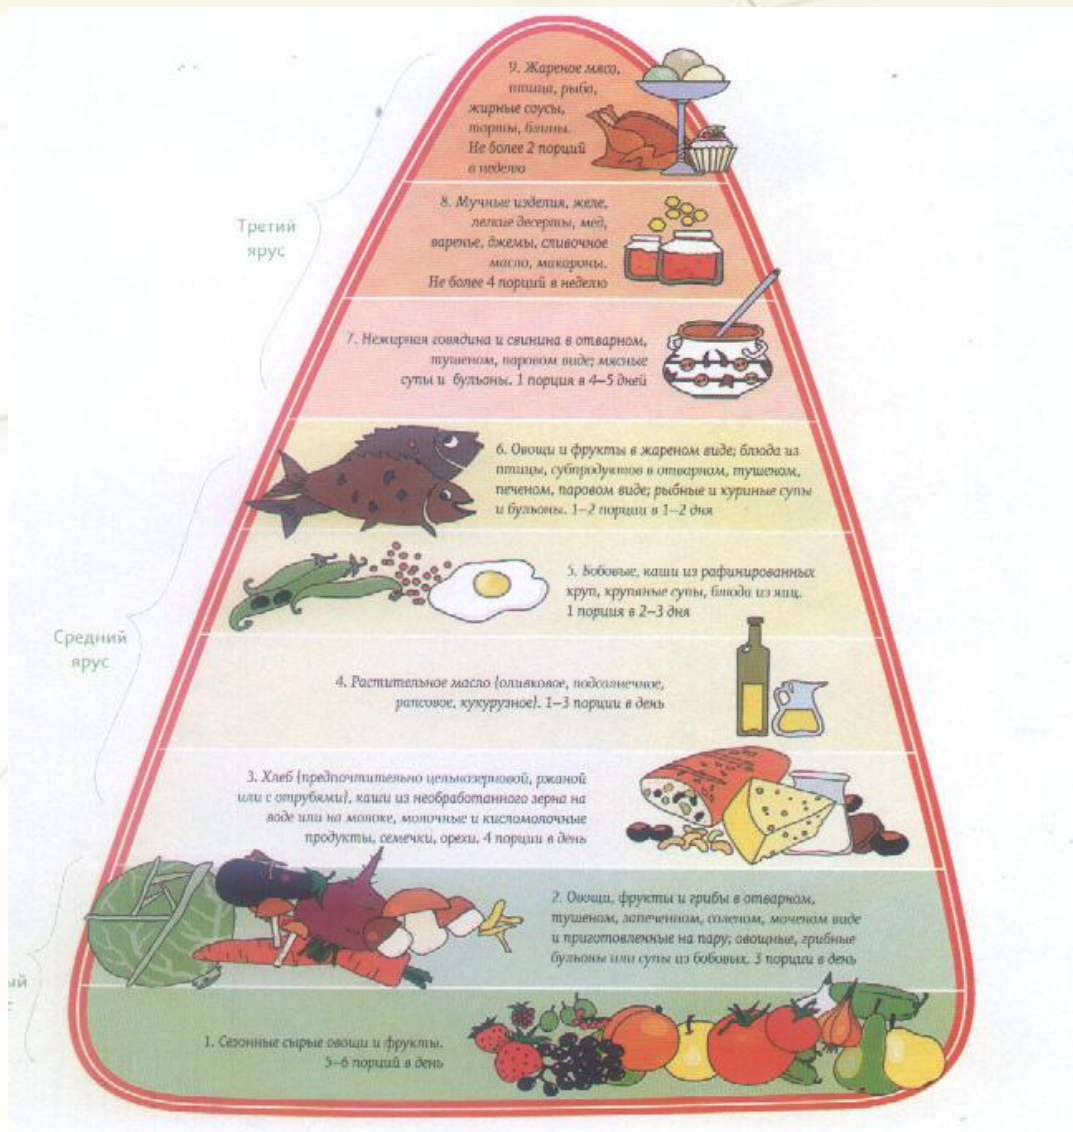 9. Жареное мясо,
птица, рыба,
жирные соусы,
торты, блины.
Не более 2 порций
в неделю
8. Мучные изделия, желе,
легкие десерты, мед,
варенье, джемы, сливочное
масло, макароны.
Не более 4 порций в неделю
Третий
ярус
7. Нежирная говядина и свинина в отварном,
тушеном, паровом виде; мясные
супы и бульоны. 1 порция в 4–5 дней
6. Овощи и фрукты в жареном виде; блюда из
птицы, субпродуктов в отварном, тушеном,
печеном, паровом виде; рыбные и куриные супы
и бульоны. 1–2 порции в 1–2 дня
5. Бобовые, каши из рафинированных
круп, крупяные супы, блюда из яиц.
1 порция в 2–3 дня
Средний
ярус
4. Растительное масло (оливковое, подсолнечное,
рапсовое, кукурузное). 1–3 порции в день
3. Хлеб (предпочтительно цельнозерновой, ржаной
или с отрубями), каши из необработанного зерна на
воде или на молоке, молочные и кисломолочные
продукты, семечки, орехи. 4 порции в день
2. Овощи, фрукты и грибы в отварном,
тушеном, запеченном, соленом, моченом виде
и приготовленные на пару; овощные, грибные
бульоны или супы из бобовых. 3 порции в день
ый
1. Сезонные сырые овощи и фрукты.
5–6 порций в день